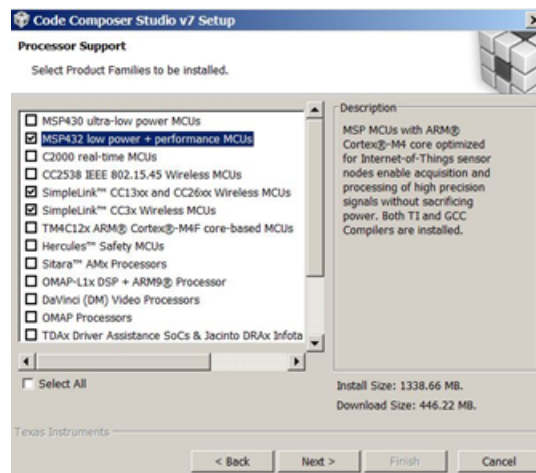 Code Composer Studio v7 Setup
Processor Support
Select Product Families to be installed.
MSP430 ultra-low power MCUs
MSP432 low power + performance MCUs
C2000 real-time MCUs
CC2538 IEEE 802.15.45 Wireless MCUs
SimpleLink™ CC13xx and CC26xx Wireless MCUs
SimpleLink™ CC3x Wireless MCUs
TM4C12x ARM® Cortex®-M4F core-based MCUs
Hercules™ Safety MCUs
Sitara™ AMx Processors
OMAP-L1x DSP + ARM9® Processor
DaVinci (DM) Video Processors
OMAP Processors
TDAx Driver Assistance SoCs & Jacinto DRAx Infota
Select All
Description
MSP MCUs with ARM®
Cortex®-M4 core optimized
for Internet-of-Things sensor
nodes enable acquisition and
processing of high precision
signals without sacrificing
power. Both TI and GCC
Compilers are installed.
Install Size: 1338.66 MB.
Download Size: 446.22 MB.
Texas Instruments
< Back Next > Finish Cancel